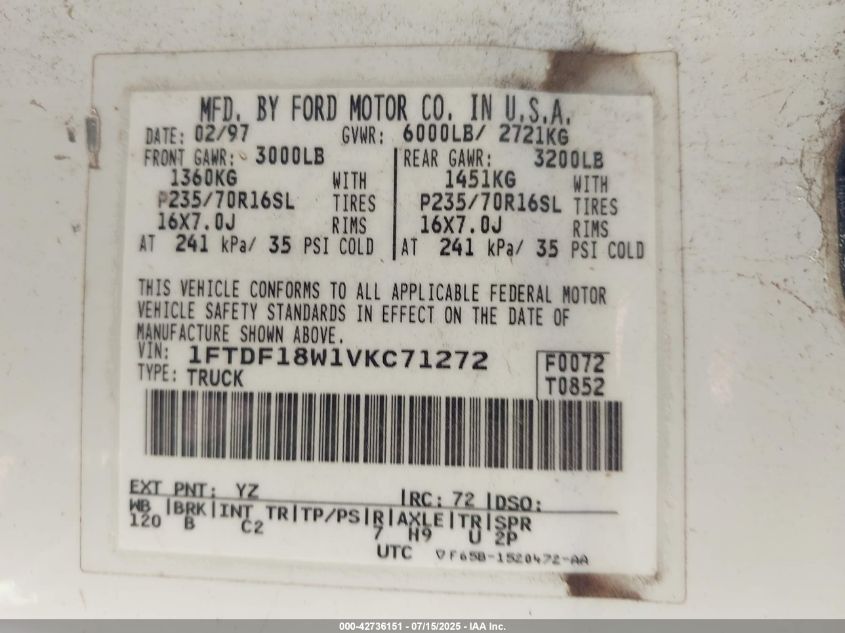 MFD. BY FORD MOTOR CO. IN U.S.A.
DATE: 02/97 GVWR: 6000LB/ 2721KG
FRONT GAWR: 3000LB REAR GAWR: 3200LB
1360KG WITH 1451KG WITH
P235/70R16SL TIRES P235/70R16SL TIRES
16X7.0J RIMS 16X7.0J RIMS
AT 241 kPa/ 35 PSI COLD AT 241 kPa/ 35 PSI COLD
THIS VEHICLE CONFORMS TO ALL APPLICABLE FEDERAL MOTOR
VEHICLE SAFETY STANDARDS IN EFFECT ON THE DATE OF
MANUFACTURE SHOWN ABOVE.
VIN: 1FTDF18W1VKC71272 F0072
TYPE: TRUCK T0852
EXT PNT: YZ RC: 72 DSO:
WB BRK INT TR TP/PS R AXLE TR SPR
120 B C2 7 H9 U 2P
UTC F65B-1520472-AA
000-42736151 - 07/15/2025 - IAA Inc.